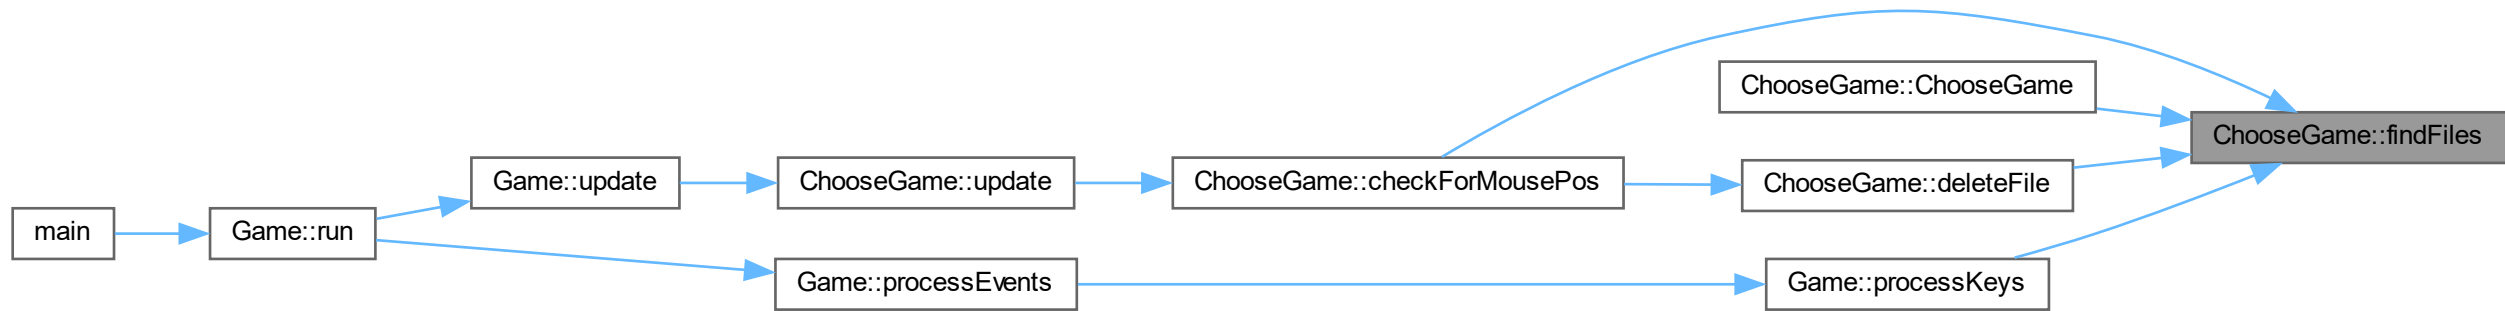 ChooseGame::ChooseGame
ChooseGame::findFiles
Game::update
ChooseGame::update
ChooseGame::checkForMousePos
ChooseGame::deleteFile
main
Game::run
Game::processEvents
Game::processKeys